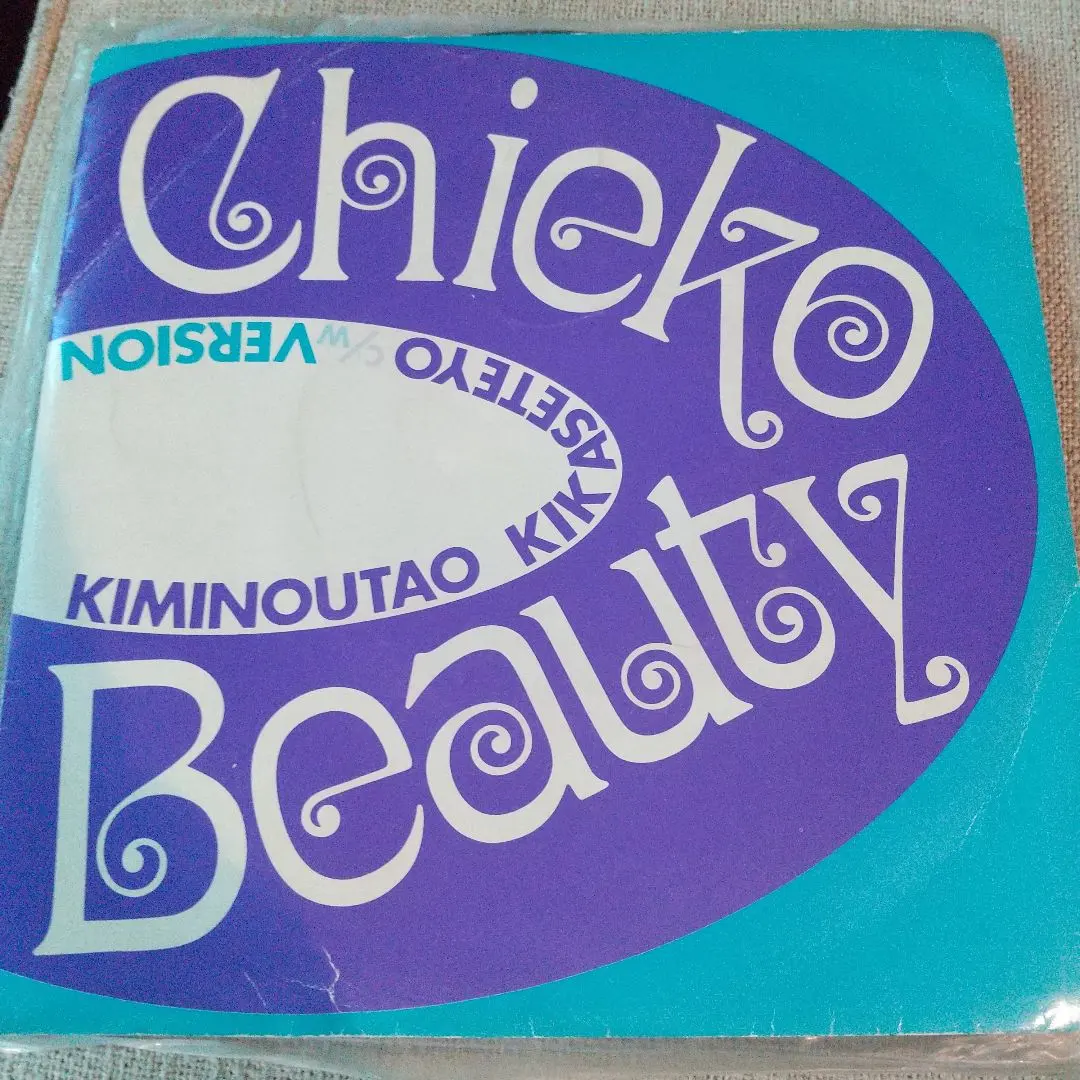 Chieko
Beauty
KIMINOUTAO KIKASETEYO c/w VERSION